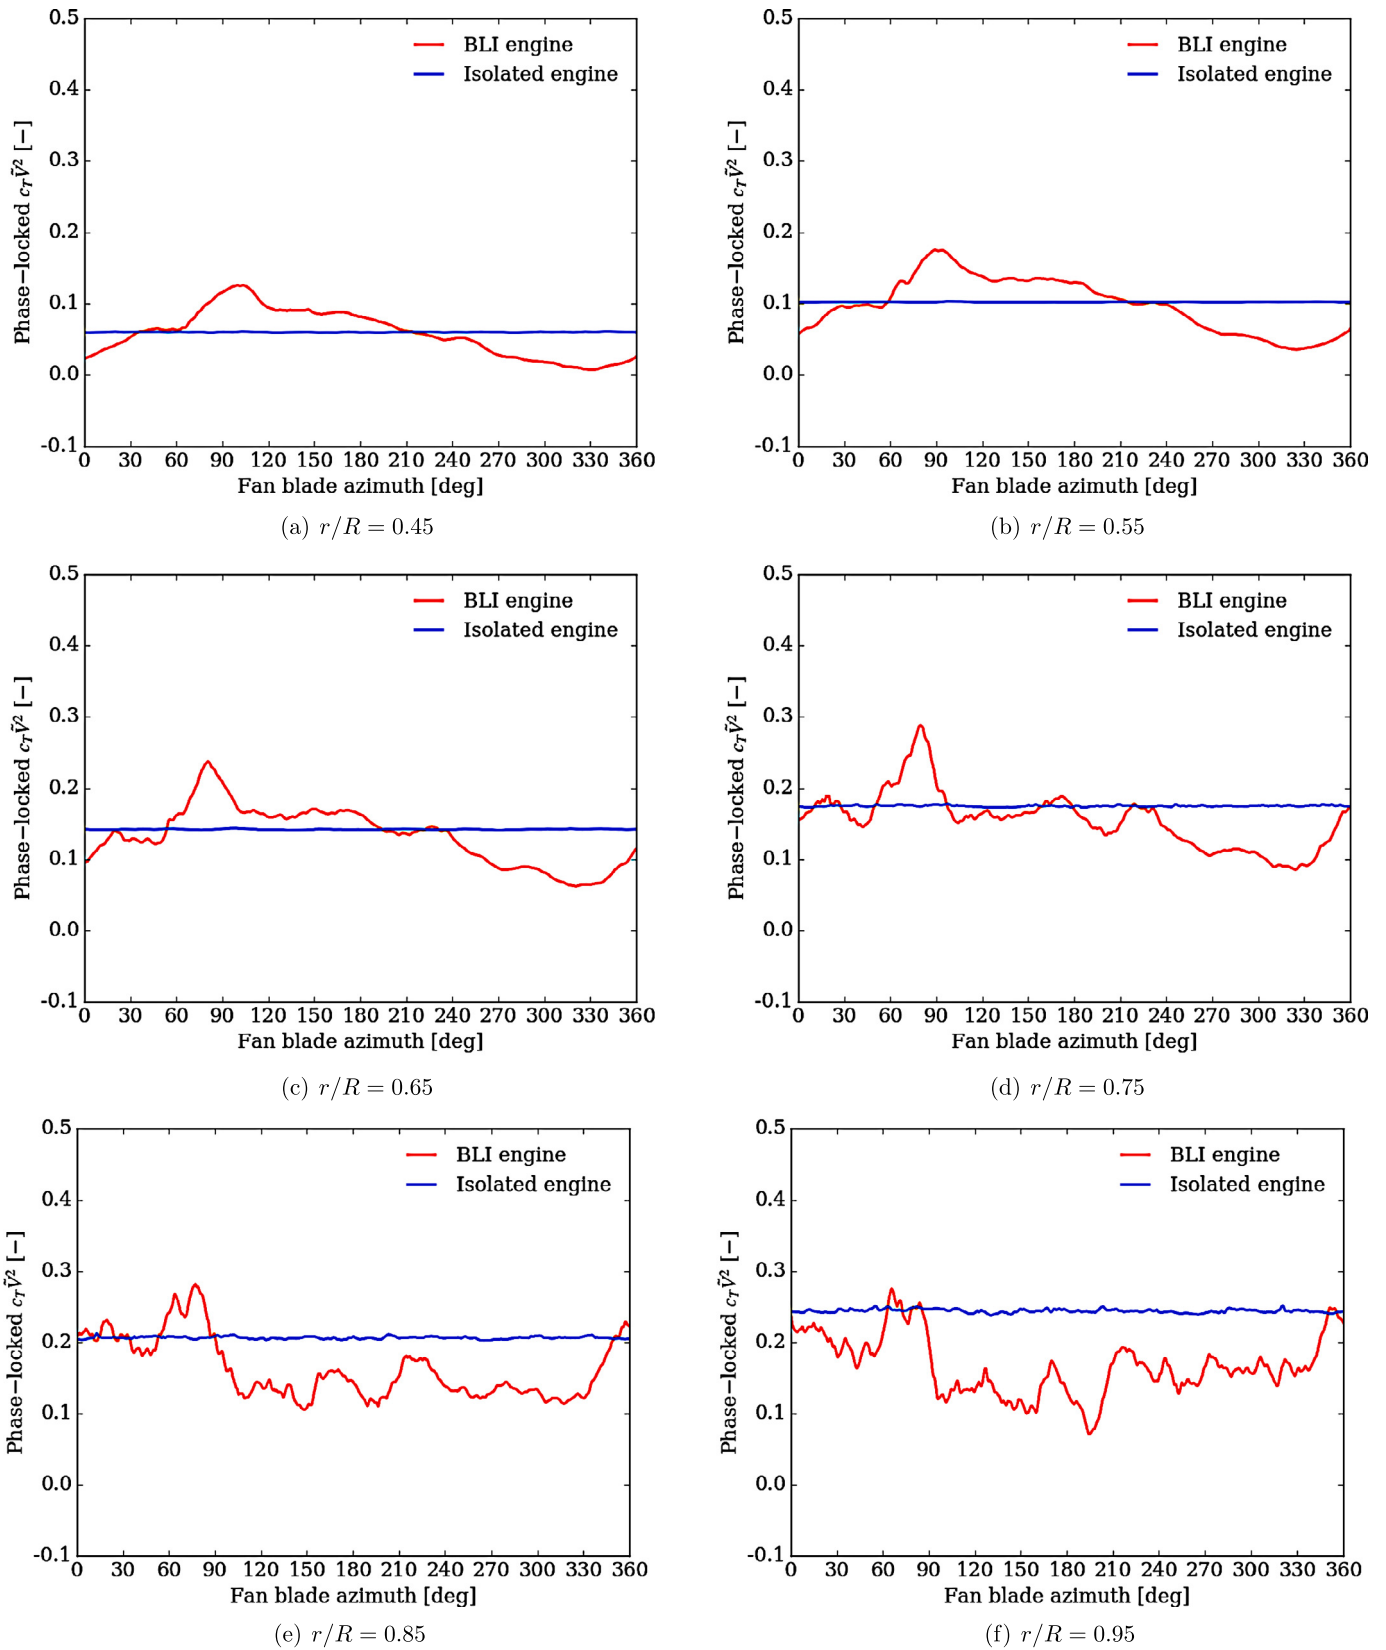 0.5
0.4
0.3
0.2
0.1
0.0
-0.1
Phase−locked c_T Ṽ² [−]
BLI engine
Isolated engine
0 30 60 90 120 150 180 210 240 270 300 330 360
Fan blade azimuth [deg]
(a) r/R = 0.45
0.5
0.4
0.3
0.2
0.1
0.0
-0.1
Phase−locked c_T Ṽ² [−]
BLI engine
Isolated engine
0 30 60 90 120 150 180 210 240 270 300 330 360
Fan blade azimuth [deg]
(b) r/R = 0.55
0.5
0.4
0.3
0.2
0.1
0.0
-0.1
Phase−locked c_T Ṽ² [−]
BLI engine
Isolated engine
0 30 60 90 120 150 180 210 240 270 300 330 360
Fan blade azimuth [deg]
(c) r/R = 0.65
0.5
0.4
0.3
0.2
0.1
0.0
-0.1
Phase−locked c_T Ṽ² [−]
BLI engine
Isolated engine
0 30 60 90 120 150 180 210 240 270 300 330 360
Fan blade azimuth [deg]
(d) r/R = 0.75
0.5
0.4
0.3
0.2
0.1
0.0
-0.1
Phase−locked c_T Ṽ² [−]
BLI engine
Isolated engine
0 30 60 90 120 150 180 210 240 270 300 330 360
Fan blade azimuth [deg]
(e) r/R = 0.85
0.5
0.4
0.3
0.2
0.1
0.0
-0.1
Phase−locked c_T Ṽ² [−]
BLI engine
Isolated engine
0 30 60 90 120 150 180 210 240 270 300 330 360
Fan blade azimuth [deg]
(f) r/R = 0.95